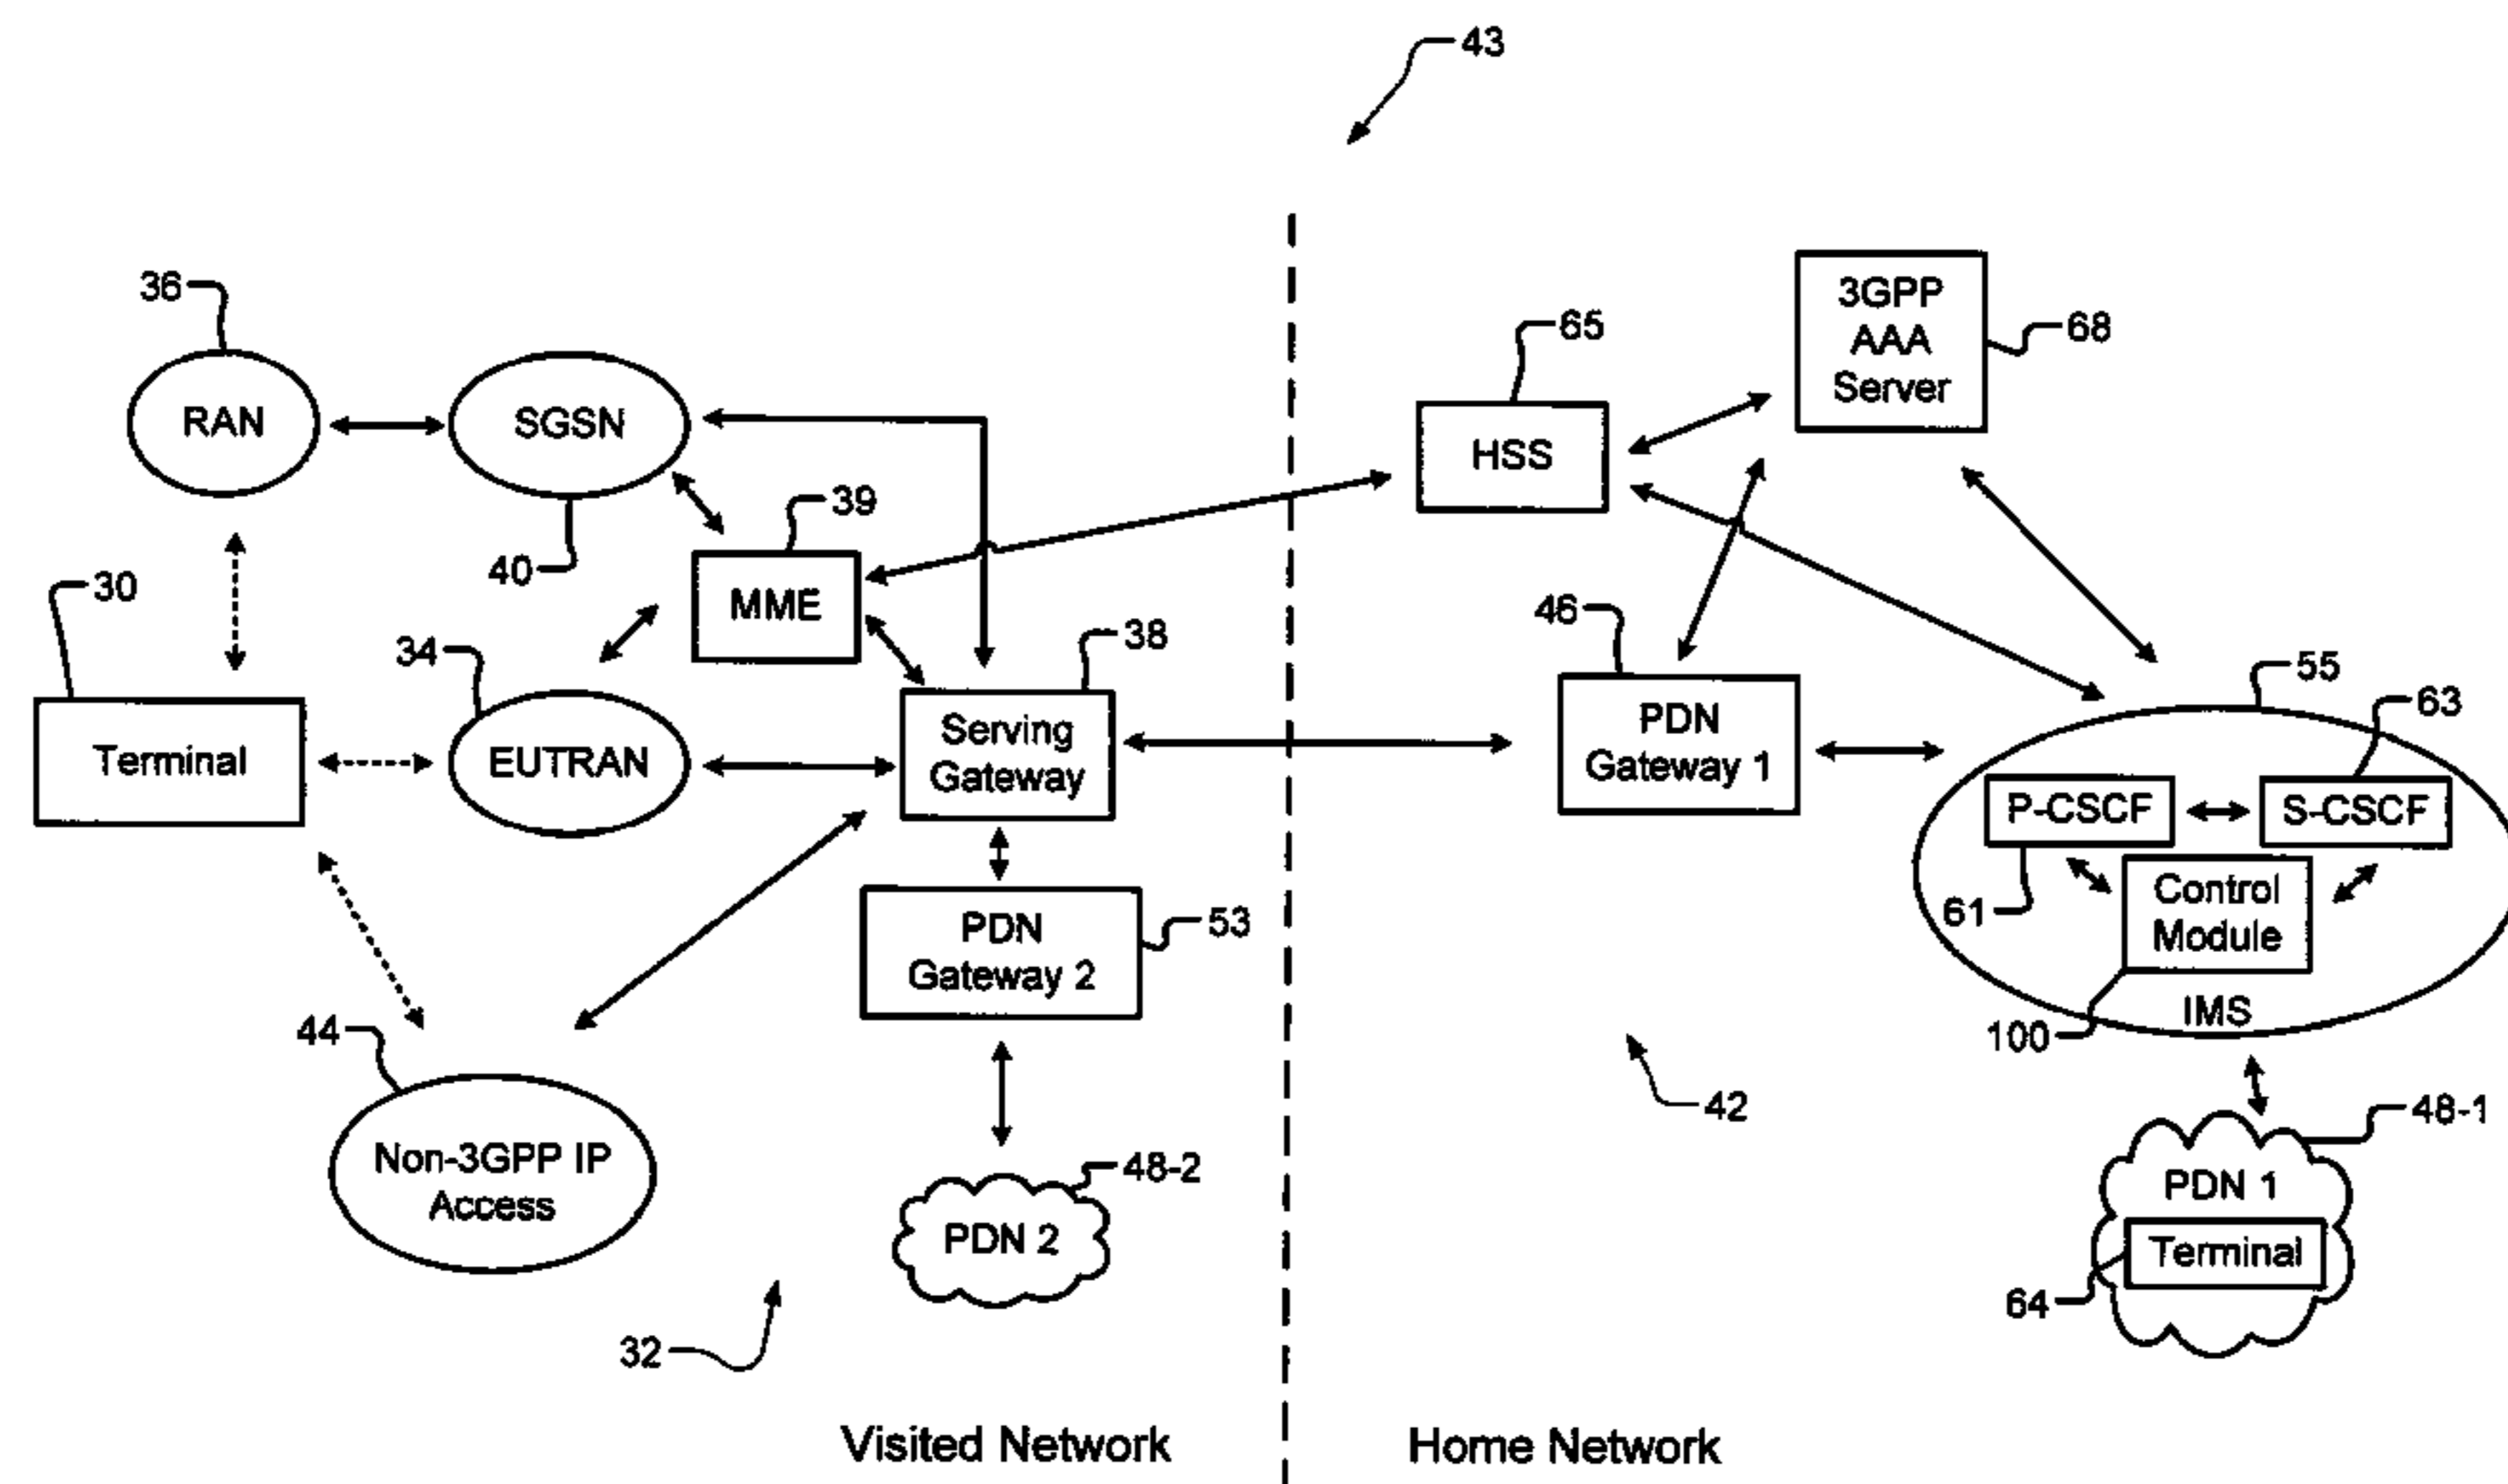 43
36
RAN
SGSN
40
39
MME
30
Terminal
34
EUTRAN
38
Serving
Gateway
53
PDN
Gateway 2
44
Non-3GPP IP
Access
48-2
PDN 2
32
Visited Network
65
HSS
3GPP
AAA
Server
68
46
PDN
Gateway 1
55
63
P-CSCF
S-CSCF
61
Control
Module
100
IMS
42
48-1
PDN 1
Terminal
64
Home Network